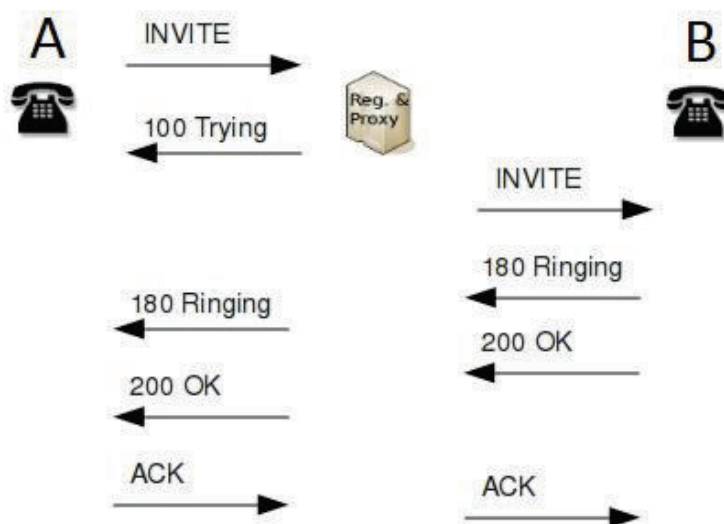 A
INVITE
B
Reg. &
Proxy
100 Trying
INVITE
180 Ringing
180 Ringing
200 OK
200 OK
ACK
ACK